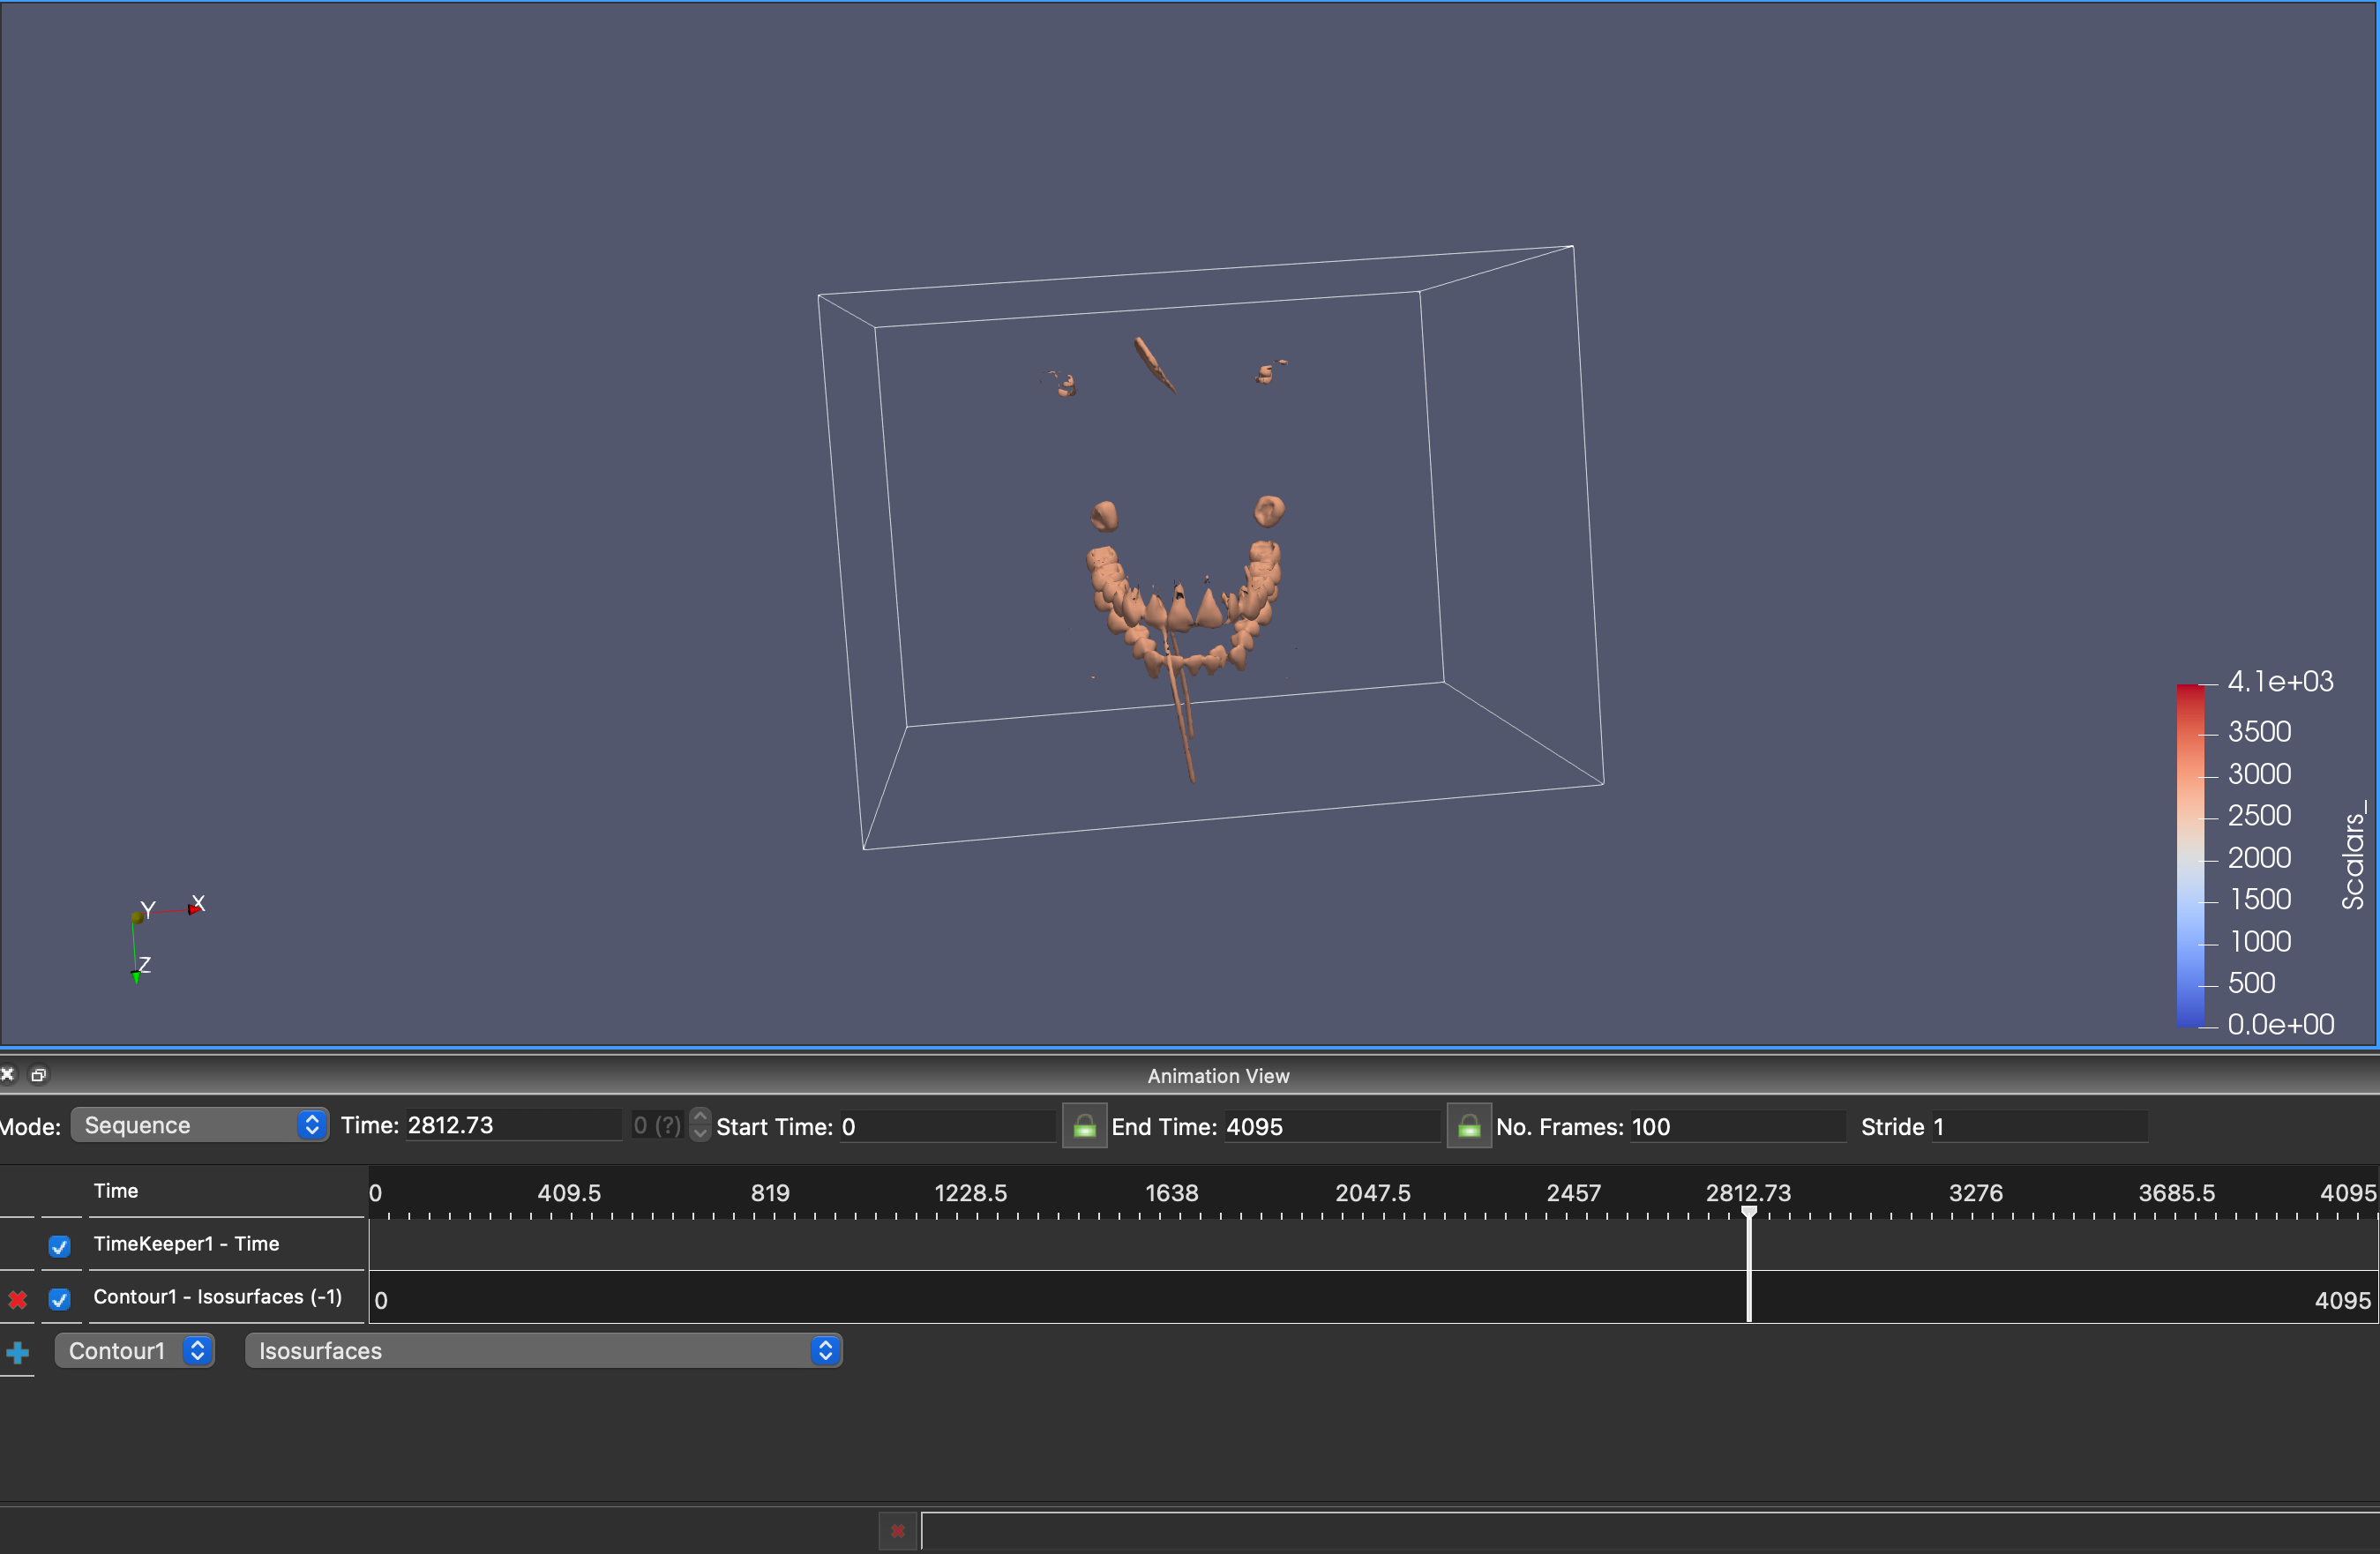 4.1e+03
3500
3000
2500
2000
1500
1000
500
0.0e+00
Scalars_
Y X
Z
Animation View
Mode: Sequence Time: 2812.73 0 (?) Start Time: 0 End Time: 4095 No. Frames: 100 Stride 1
Time 0 409.5 819 1228.5 1638 2047.5 2457 2812.73 3276 3685.5 4095
TimeKeeper1 - Time
Contour1 - Isosurfaces (-1) 0 4095
Contour1 Isosurfaces